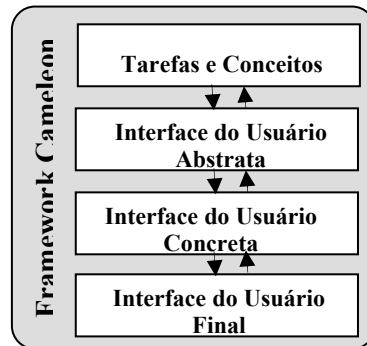 Framework Cameleon
Tarefas e Conceitos
Interface do Usuário
Abstrata
Interface do Usuário
Concreta
Interface do Usuário
Final